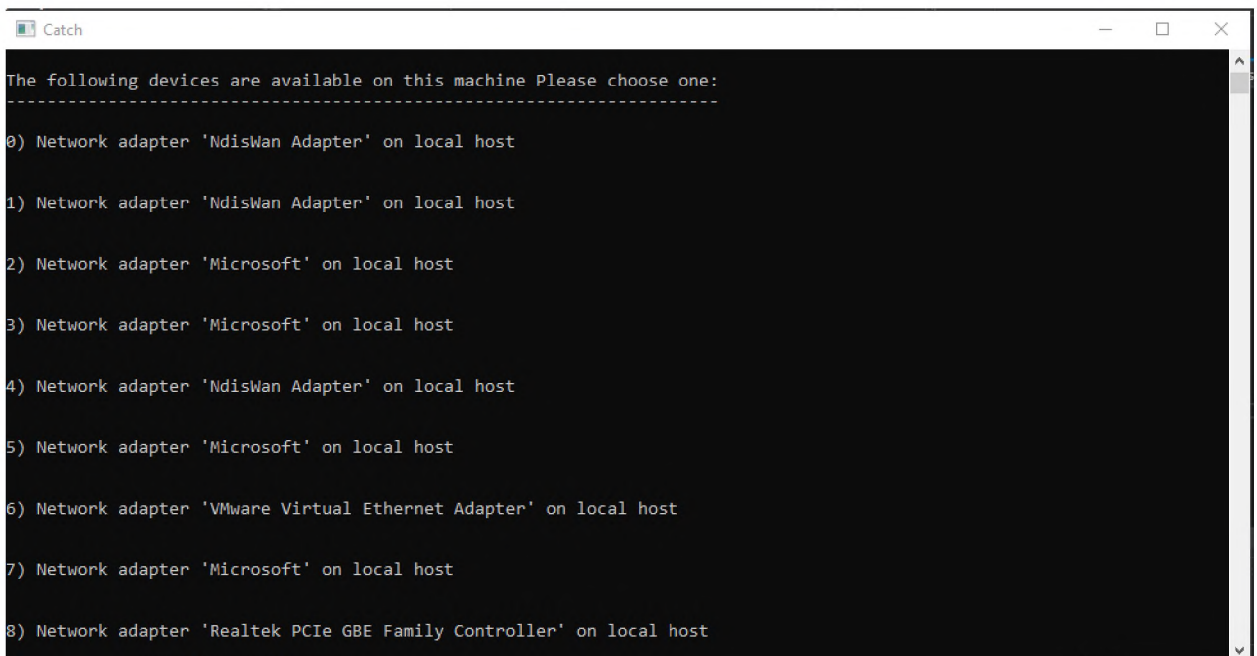 Catch
The following devices are available on this machine Please choose one:
----------------------------------------------------------------------
0) Network adapter 'NdisWan Adapter' on local host
1) Network adapter 'NdisWan Adapter' on local host
2) Network adapter 'Microsoft' on local host
3) Network adapter 'Microsoft' on local host
4) Network adapter 'NdisWan Adapter' on local host
5) Network adapter 'Microsoft' on local host
6) Network adapter 'VMware Virtual Ethernet Adapter' on local host
7) Network adapter 'Microsoft' on local host
8) Network adapter 'Realtek PCIe GBE Family Controller' on local host